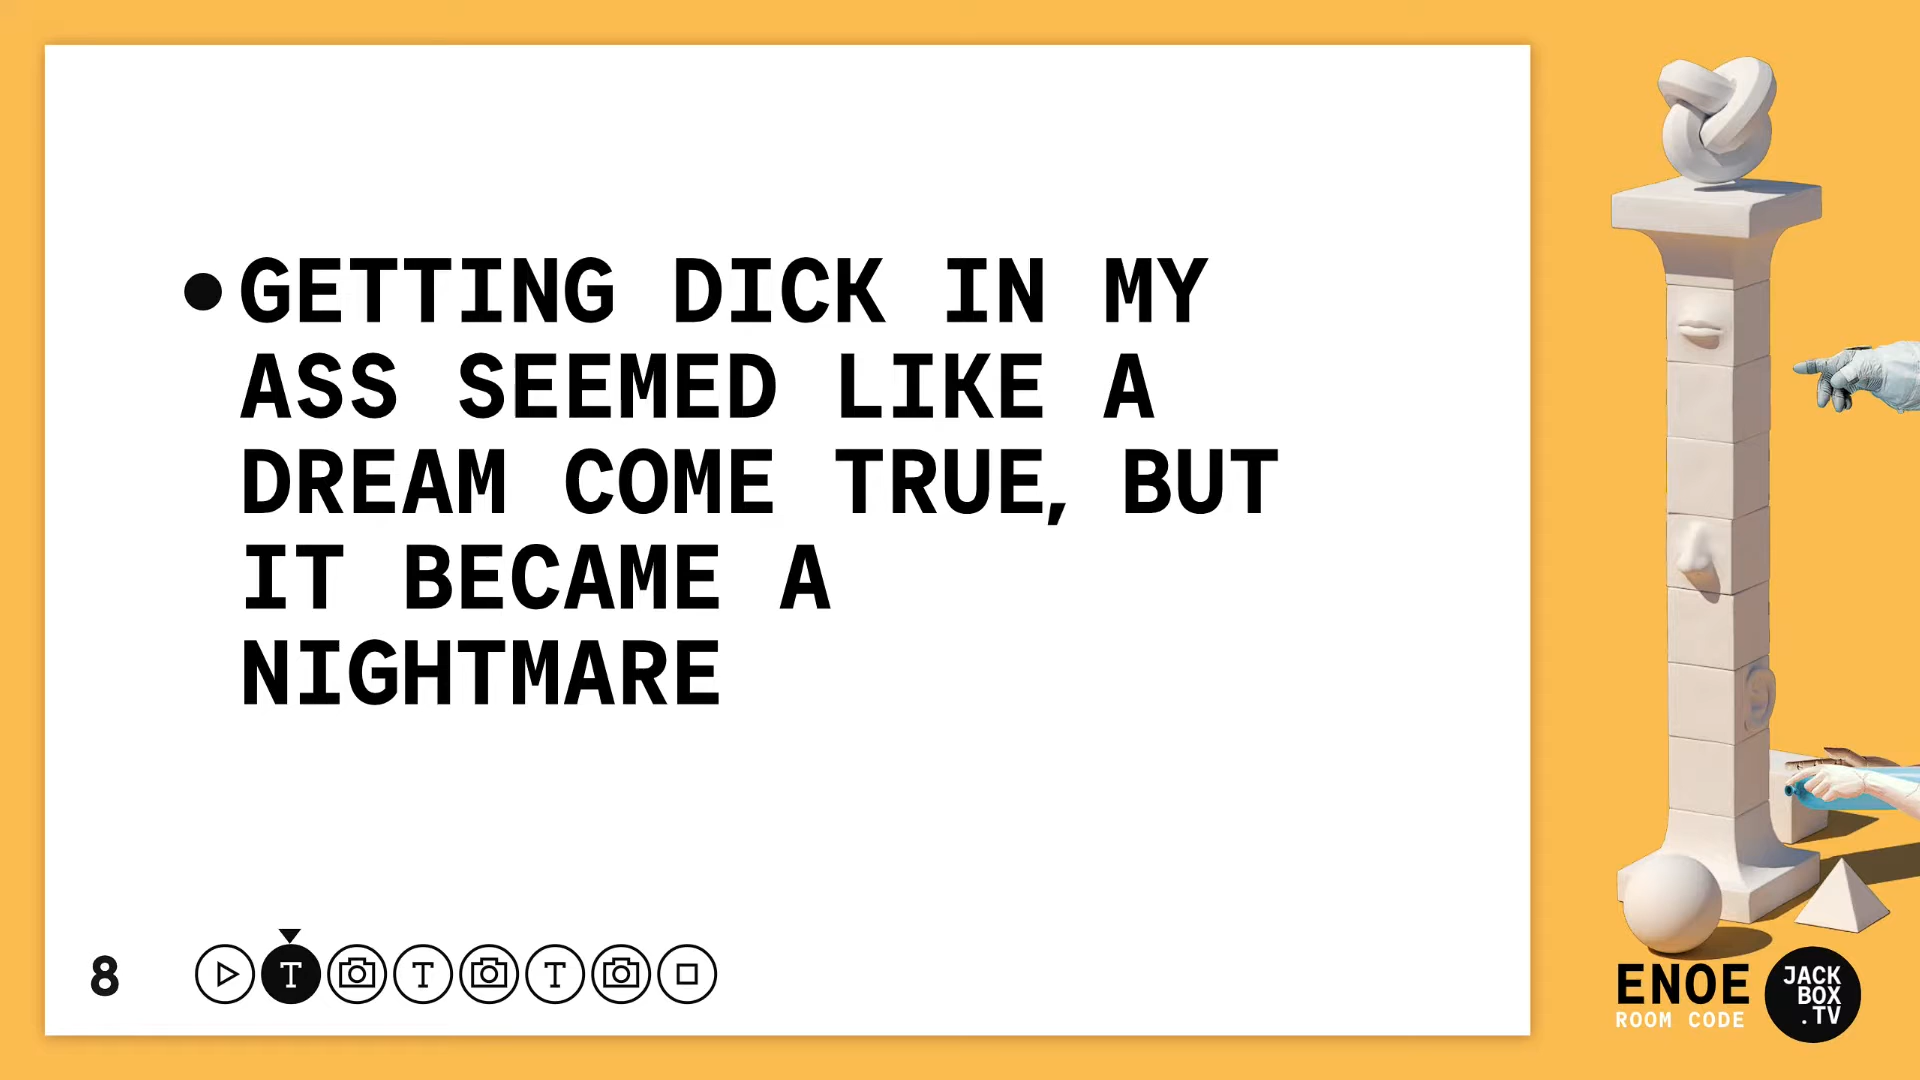 GETTING DICK IN MY
ASS SEEMED LIKE A
DREAM COME TRUE, BUT
IT BECAME A
NIGHTMARE
8
T
T
T
ENOE
ROOM CODE
JACK
BOX
.TV